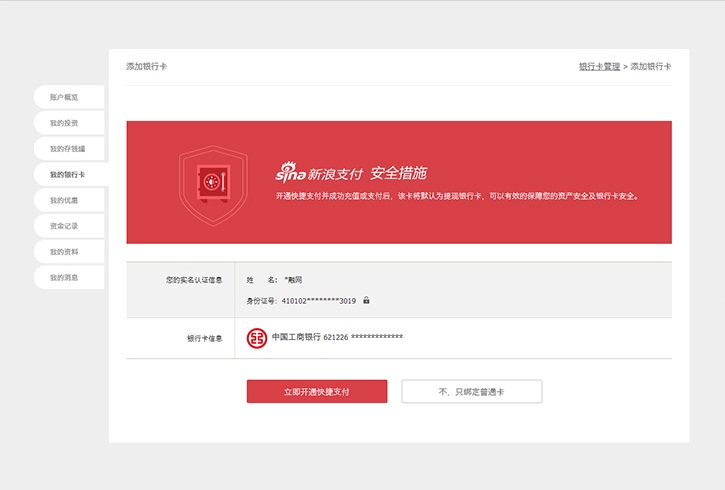 添加银行卡
银行卡管理 > 添加银行卡
账户概览
我的投资
我的存钱罐
我的银行卡
我的优惠
资金记录
我的资料
我的消息
sina 新浪支付 安全措施
开通快捷支付并成功充值或支付后，该卡将默认为提现银行卡，可以有效的保障您的资产安全及银行卡安全。
您的实名认证信息
姓 名： *融网
身份证号：410102********3019
银行卡信息
中国工商银行 621226 *************
立即开通快捷支付
不，只绑定普通卡